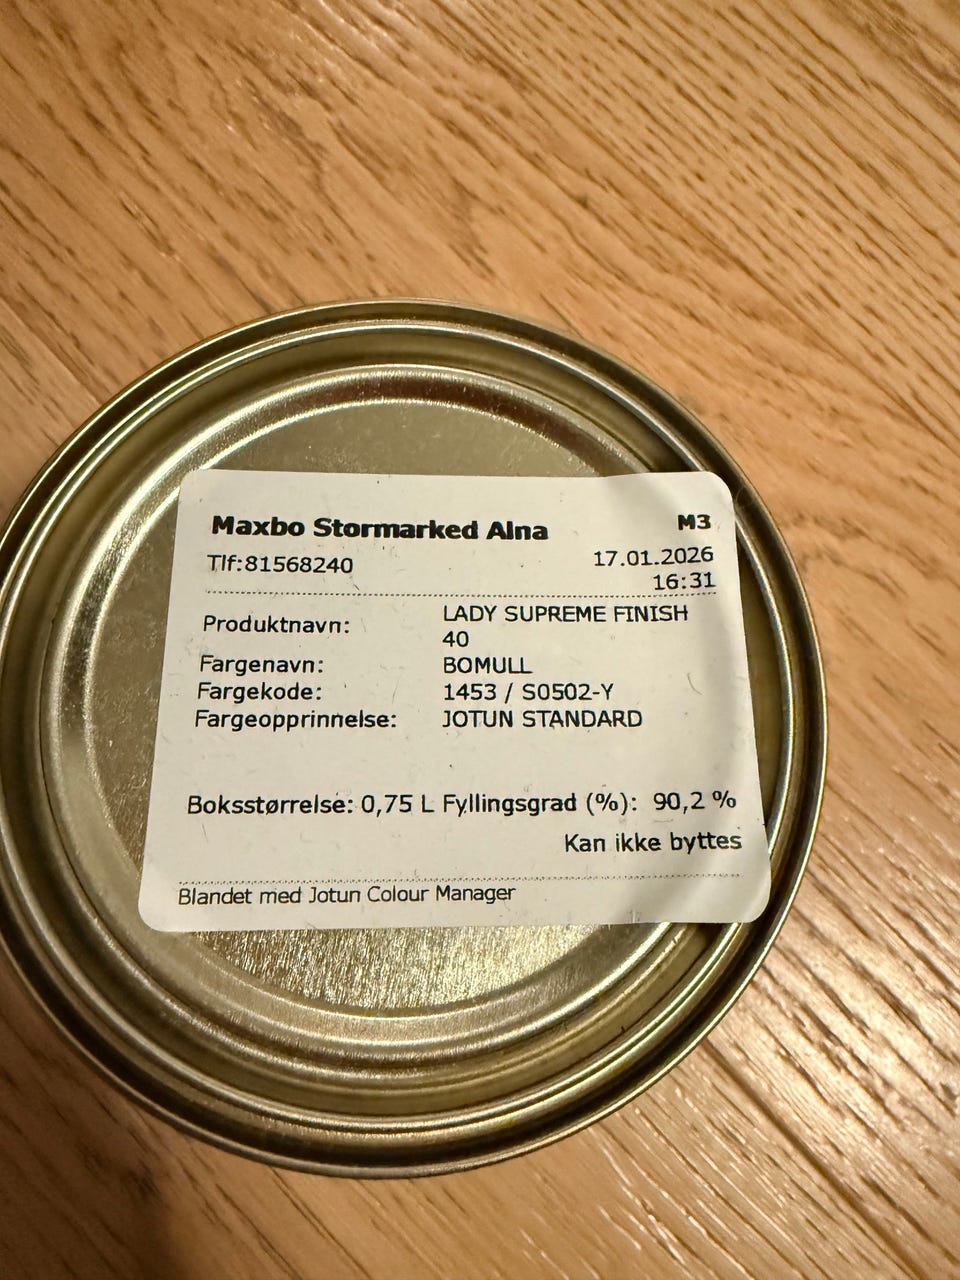 Maxbo Stormarked Alna M3
Tlf:81568240 17.01.2026
16:31
Produktnavn: LADY SUPREME FINISH
40
Fargenavn: BOMULL
Fargekode: 1453 / S0502-Y
Fargeopprinnelse: JOTUN STANDARD
Boksstørrelse: 0,75 L Fyllingsgrad (%): 90,2 %
Kan ikke byttes
Blandet med Jotun Colour Manager